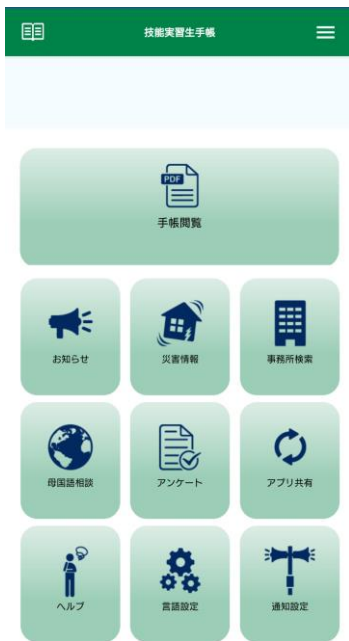 技能実習生手帳
PDF
手帳閲覧
お知らせ
災害情報
事務所検索
母国語相談
アンケート
アプリ共有
ヘルプ
言語設定
通知設定